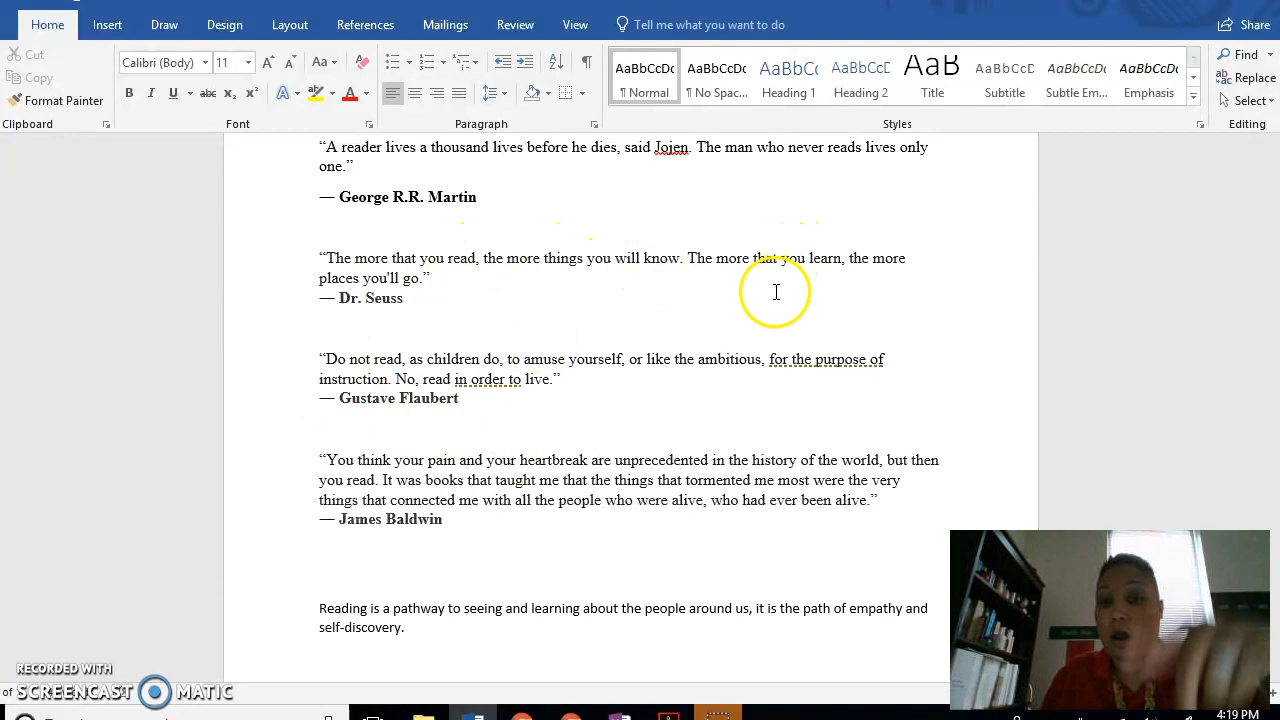 Home Insert Draw Design Layout References Mailings Review View Tell me what you want to do Share
Cut
Copy
Format Painter
Clipboard
Calibri (Body) 11
Aa
B I U abc X₂ X² A ab A
Font
Paragraph
AaBbCcDc AaBbCcDc AaBbCc AaBbCcD AaB AaBbCcD AaBbCcDc AaBbCcDc
¶ Normal ¶ No Spac... Heading 1 Heading 2 Title Subtitle Subtle Em... Emphasis
Styles
Find
Replace
Select
Editing
“A reader lives a thousand lives before he dies, said Jojen. The man who never reads lives only
one.”
― George R.R. Martin
“The more that you read, the more things you will know. The more that you learn, the more
places you'll go.”
― Dr. Seuss
“Do not read, as children do, to amuse yourself, or like the ambitious, for the purpose of
instruction. No, read in order to live.”
― Gustave Flaubert
“You think your pain and your heartbreak are unprecedented in the history of the world, but then
you read. It was books that taught me that the things that tormented me most were the very
things that connected me with all the people who were alive, who had ever been alive.”
― James Baldwin
Reading is a pathway to seeing and learning about the people around us, it is the path of empathy and
self-discovery.
RECORDED WITH
SCREENCAST MATIC
of
4:19 PM